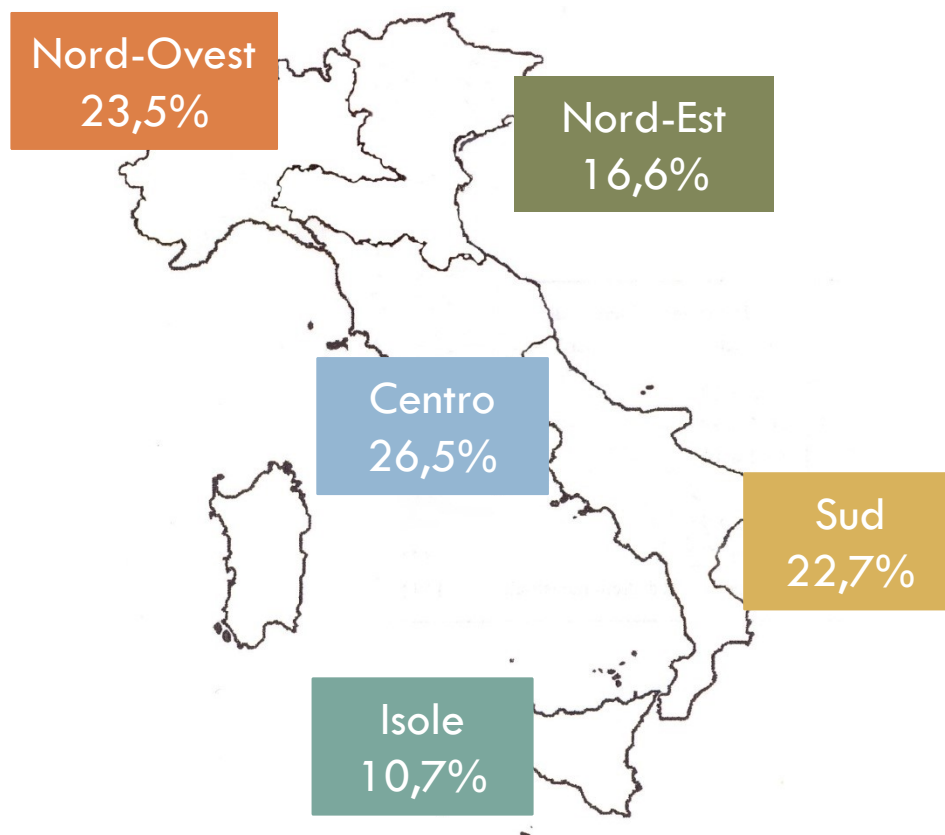 Nord-Ovest
23,5%
Nord-Est
16,6%
Centro
26,5%
Sud
22,7%
Isole
10,7%